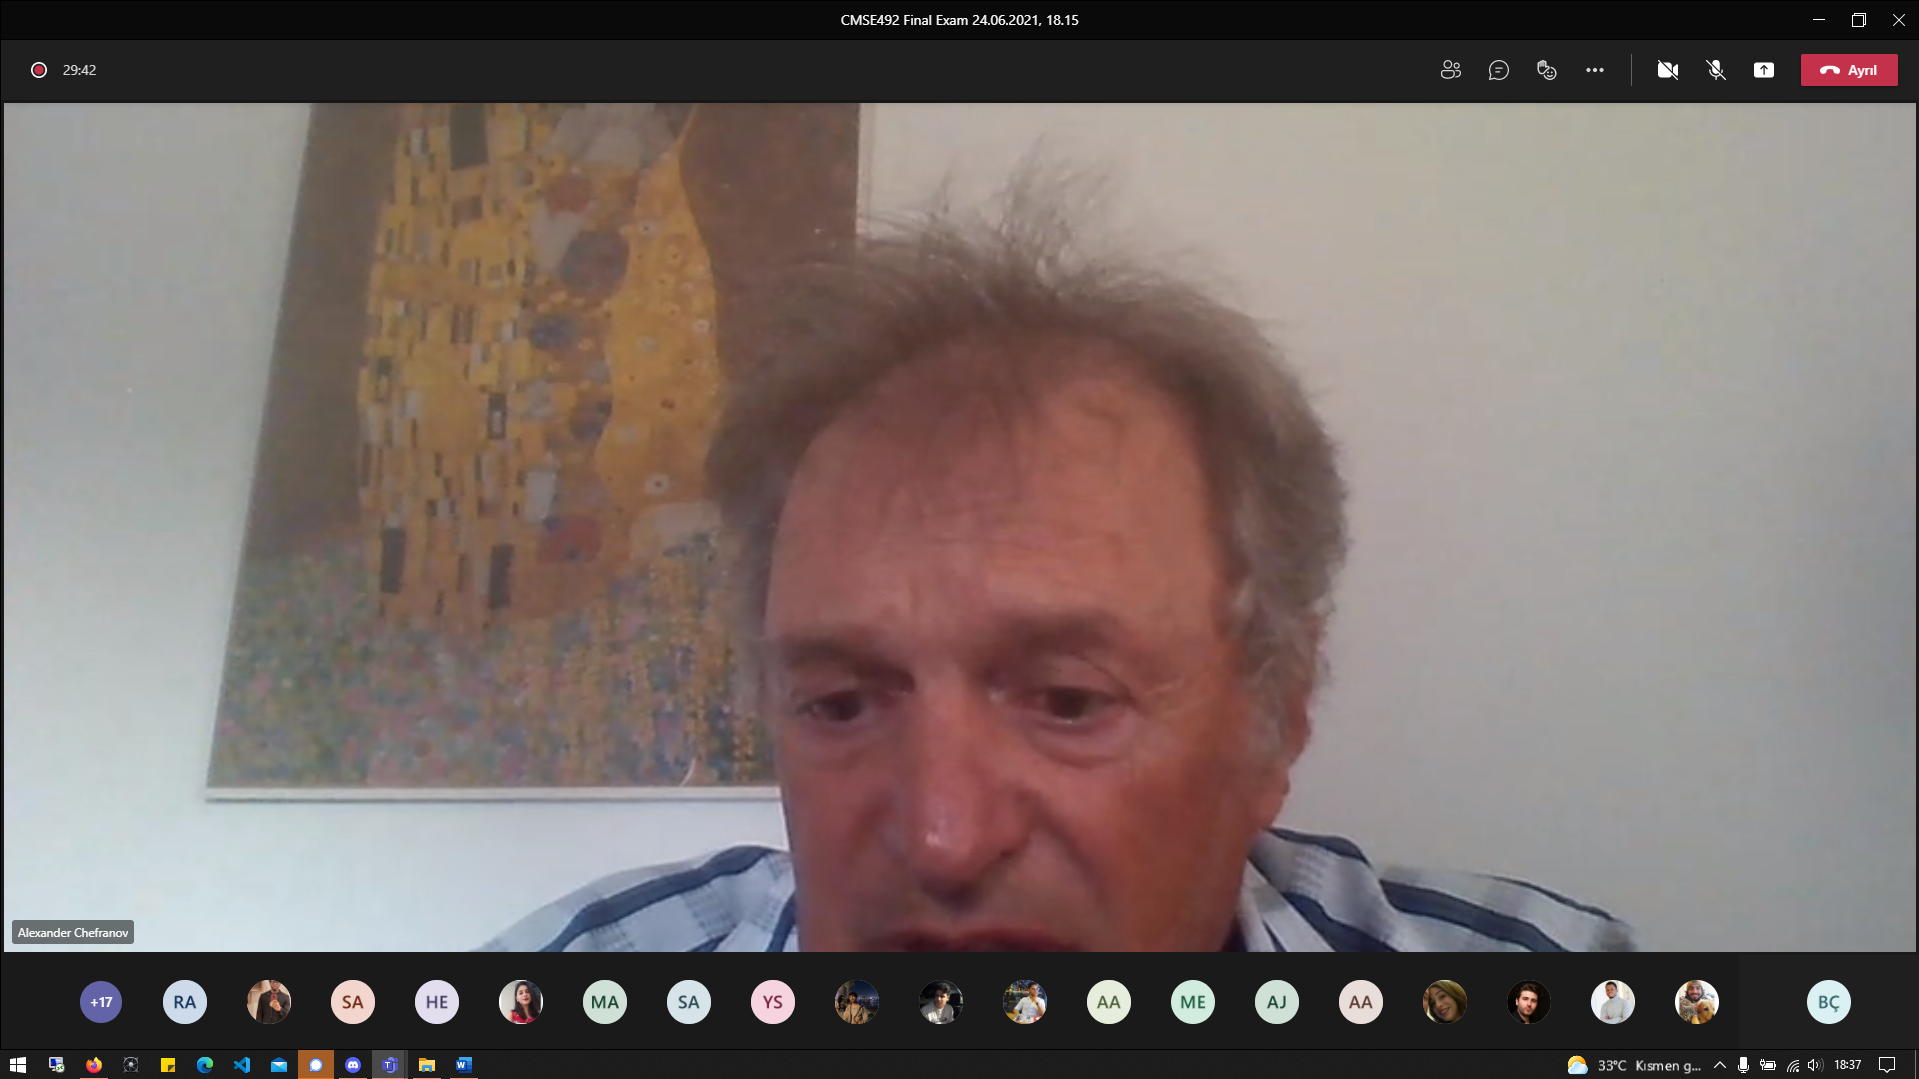 CMSE492 Final Exam 24.06.2021, 18.15
29:42
Ayrıl
Alexander Chefranov
+17 RA SA HE MA SA YS AA ME AJ AA BÇ
33°C Kısmen g... 18:37